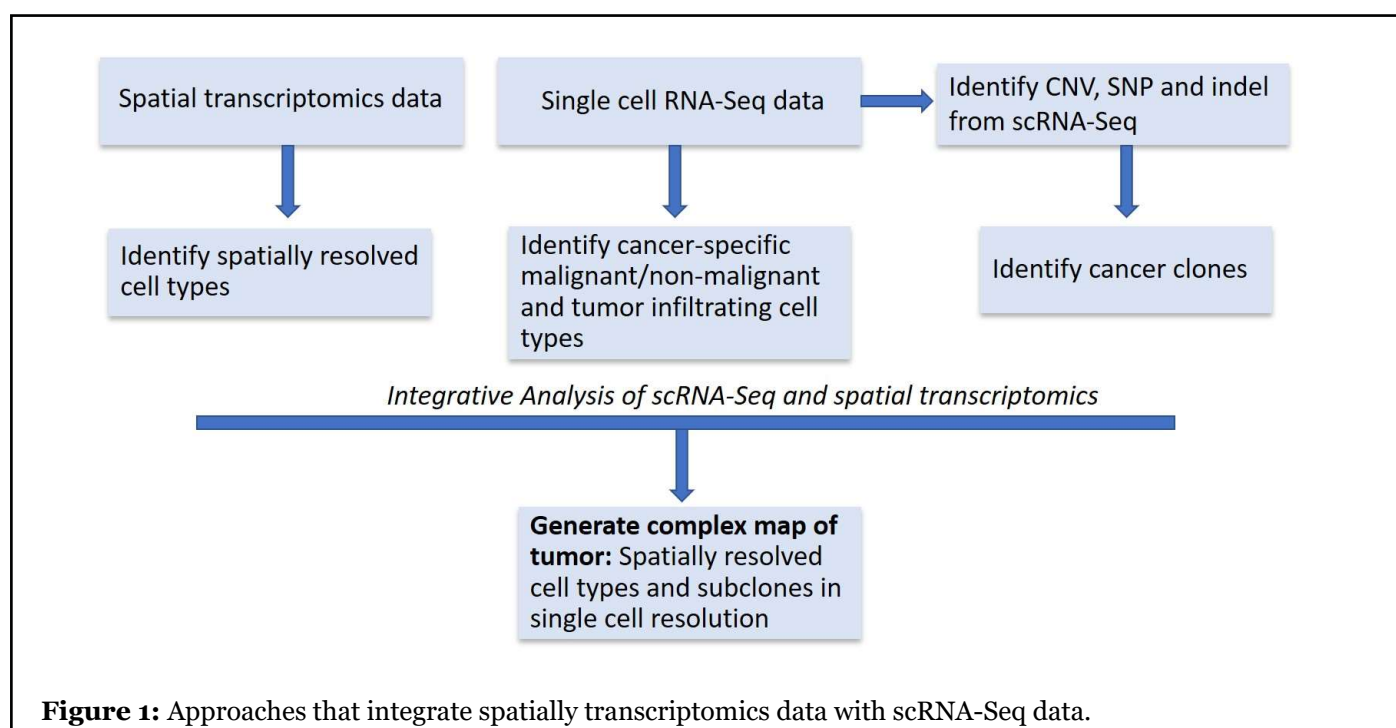 Spatial transcriptomics data
Single cell RNA-Seq data
Identify CNV, SNP and indel
from scRNA-Seq
Identify spatially resolved
cell types
Identify cancer-specific
malignant/non-malignant
and tumor infiltrating cell
types
Identify cancer clones
Integrative Analysis of scRNA-Seq and spatial transcriptomics
Generate complex map of
tumor: Spatially resolved
cell types and subclones in
single cell resolution
Figure 1: Approaches that integrate spatially transcriptomics data with scRNA-Seq data.